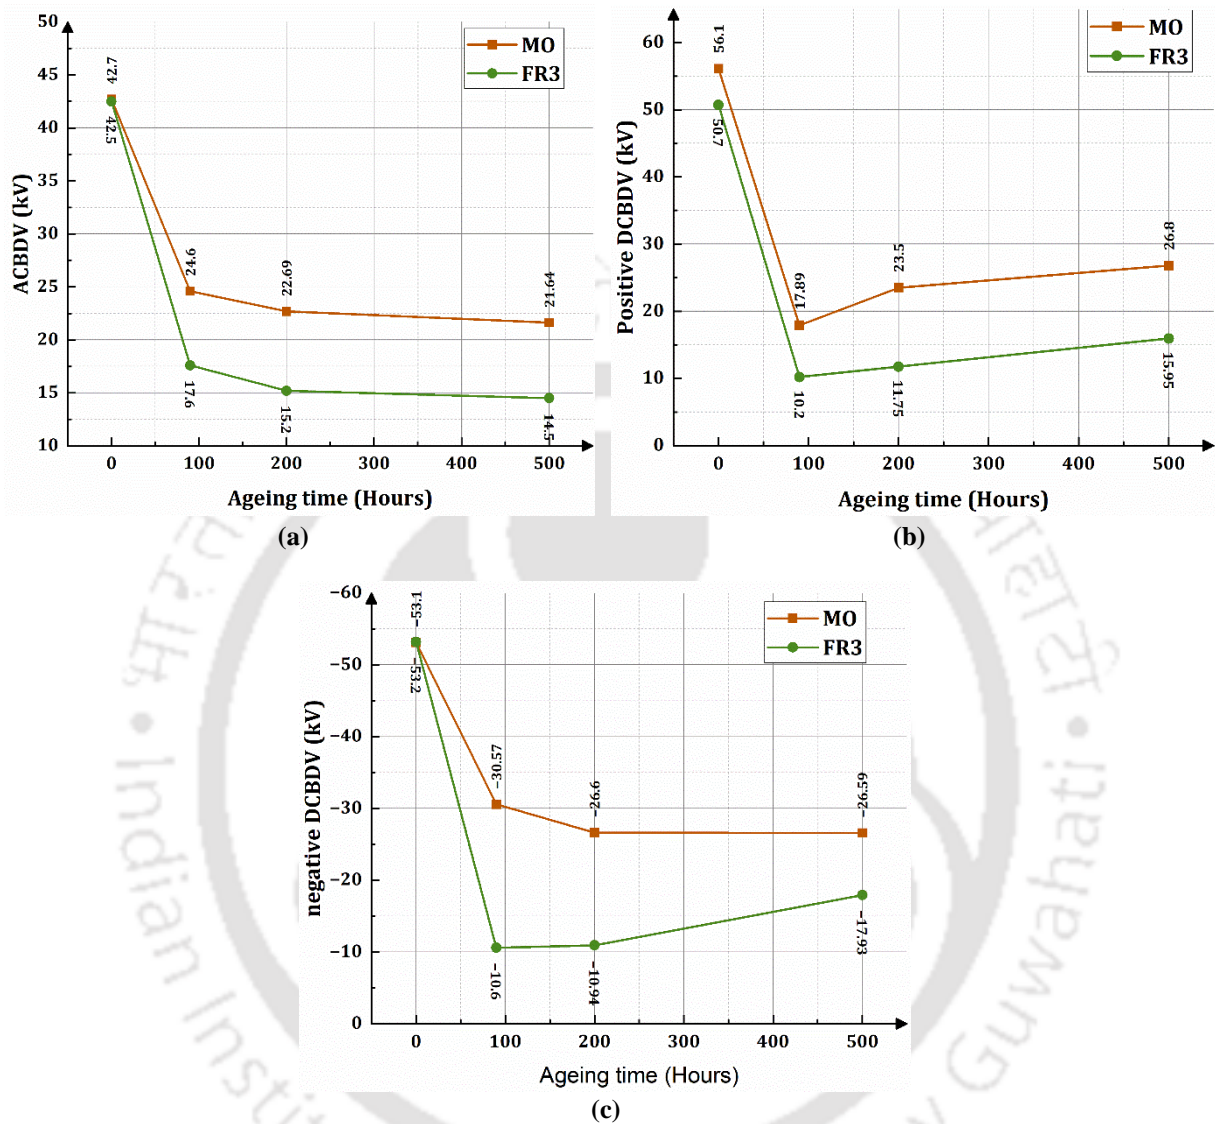 50
45
40
35
30
25
20
15
10
ACBDV (kV)
MO
FR3
42.7
42.5
24.6
17.6
22.69
15.2
21.64
14.5
0 100 200 300 400 500
Ageing time (Hours)
(a)
60
50
40
30
20
10
0
Positive DCBDV (kV)
MO
FR3
56.1
50.7
17.89
10.2
23.5
11.75
26.8
15.95
0 100 200 300 400 500
Ageing time (Hours)
(b)
−60
−50
−40
−30
−20
−10
0
negative DCBDV (kV)
MO
FR3
−53.1
−53.2
−30.57
−10.6
−26.6
−10.94
−26.59
−17.93
0 100 200 300 400 500
Ageing time (Hours)
(c)
Indian Insti
Guwahati